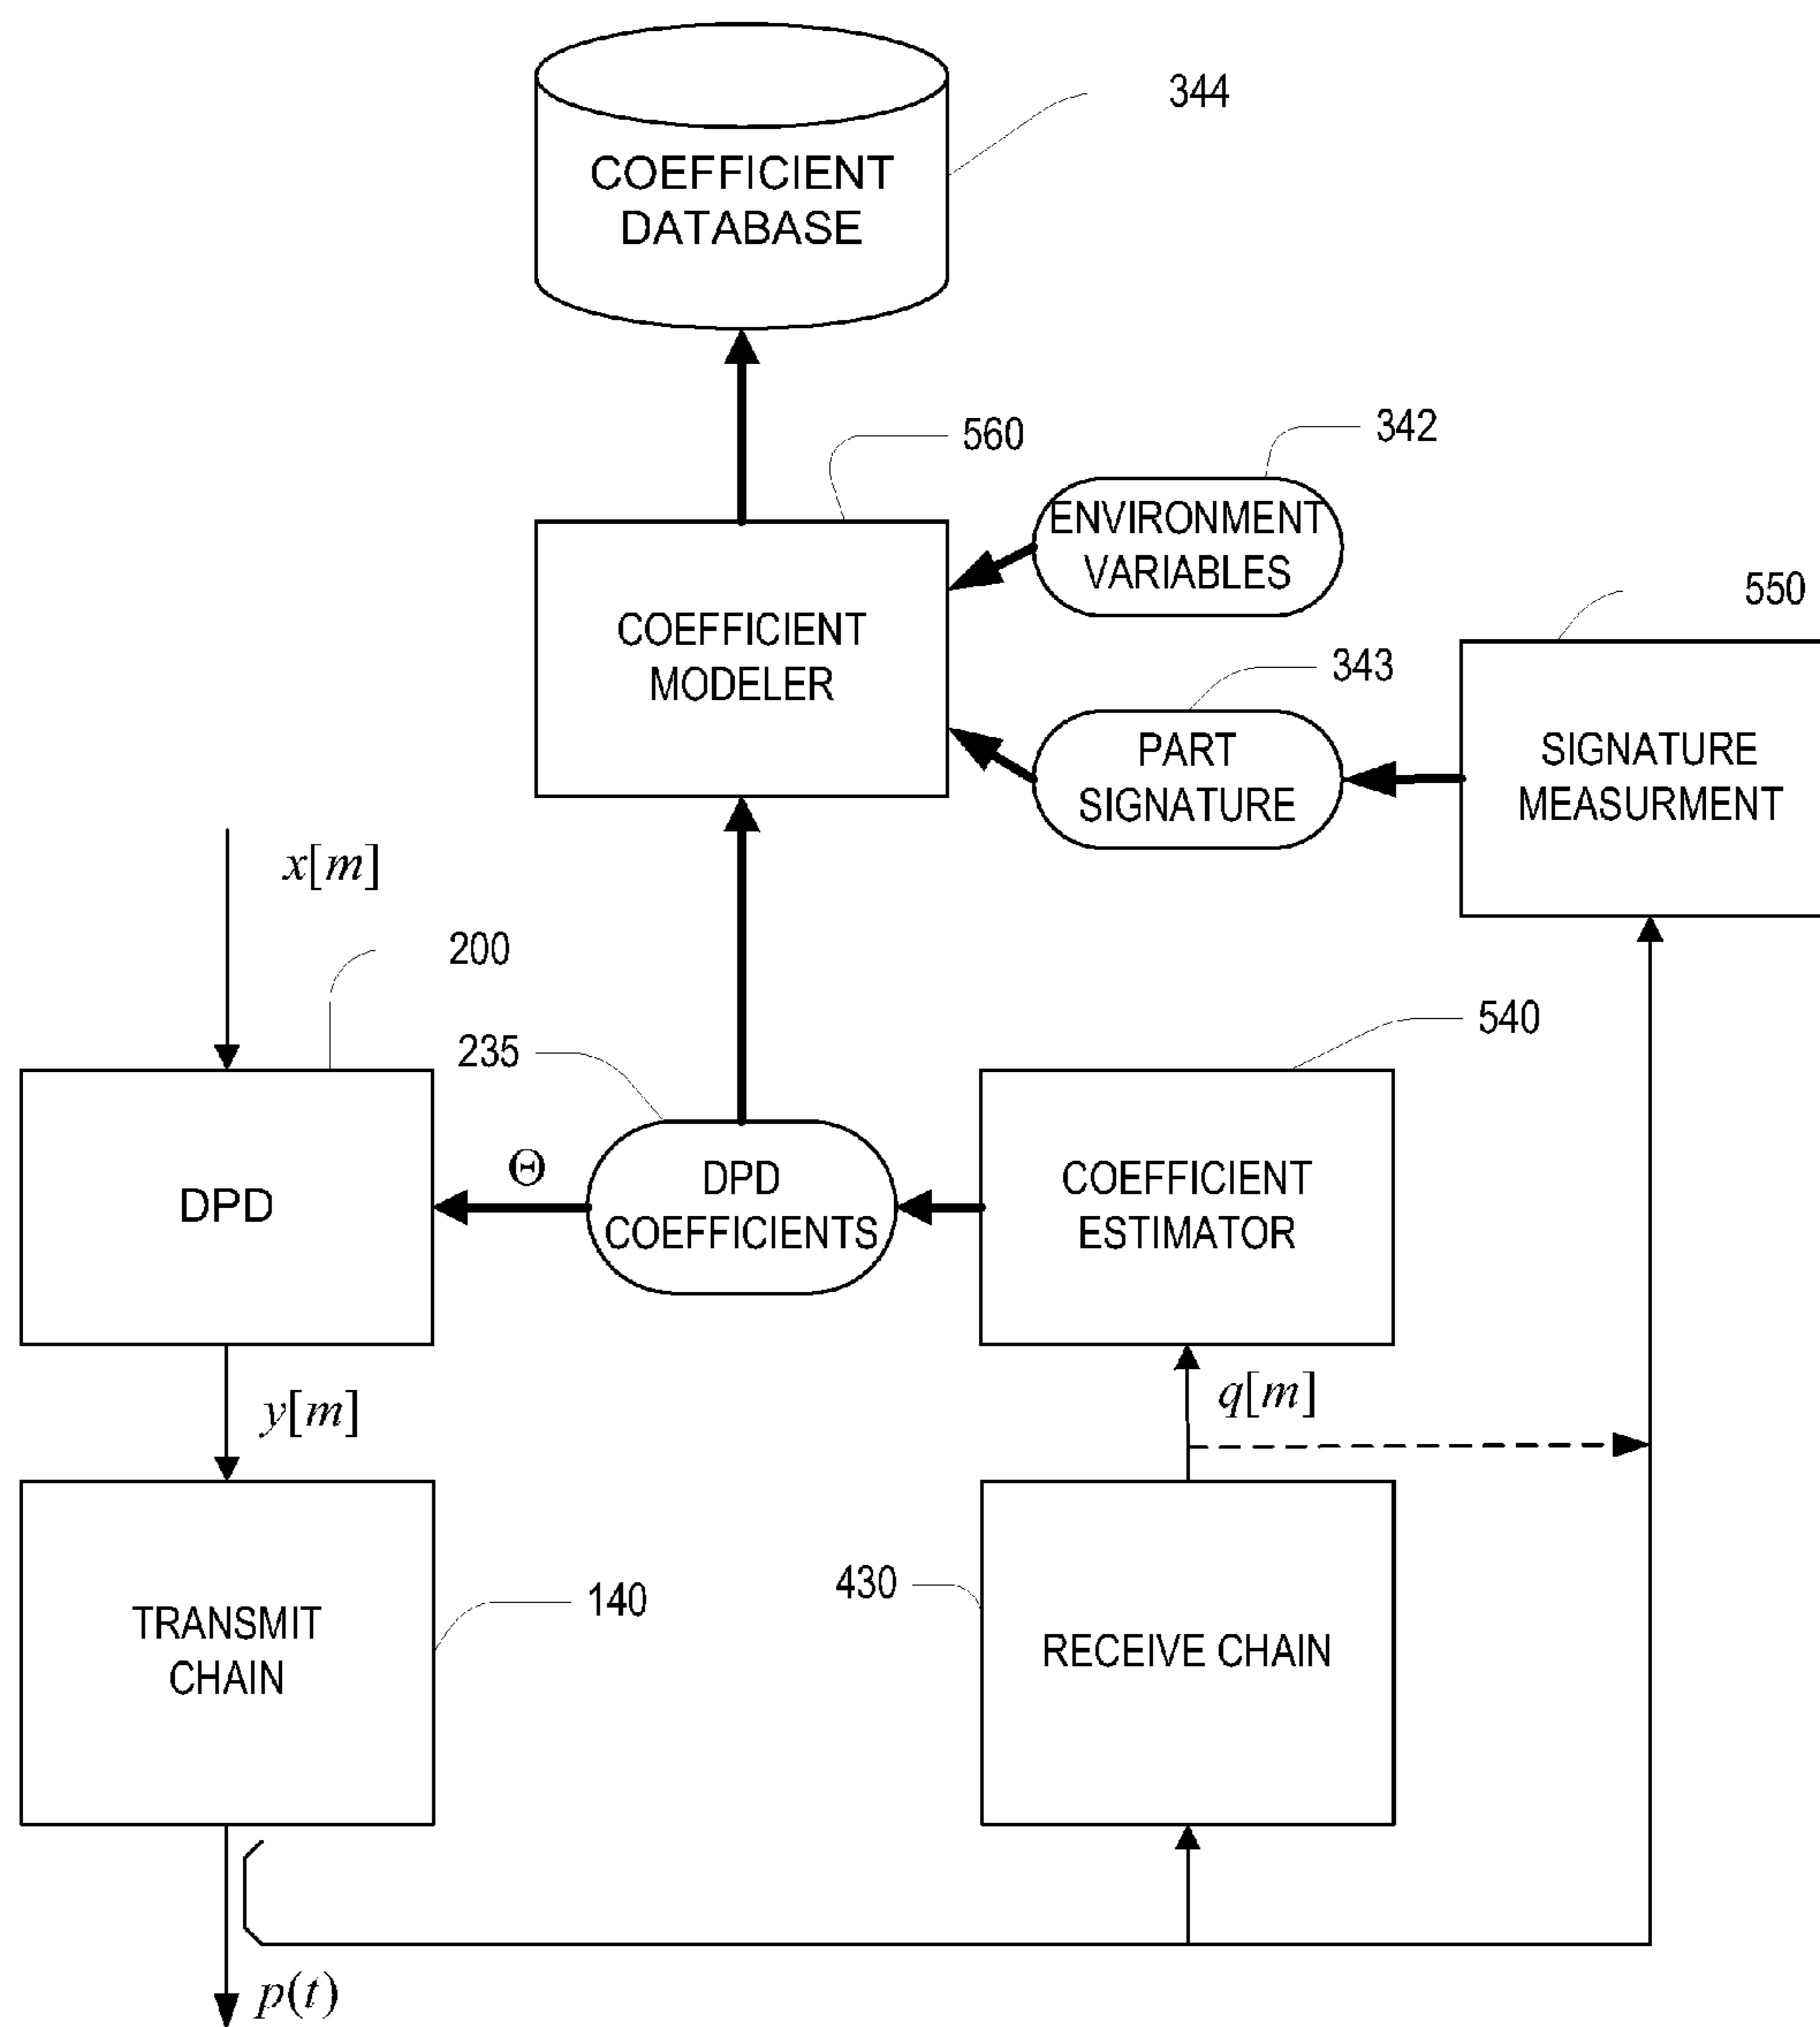 344
COEFFICIENT
DATABASE
560
342
ENVIRONMENT
VARIABLES
550
COEFFICIENT
MODELER
343
PART
SIGNATURE
SIGNATURE
MEASURMENT
x[m]
200
540
235
DPD
Θ
DPD
COEFFICIENTS
COEFFICIENT
ESTIMATOR
y[m]
q[m]
TRANSMIT
CHAIN
140
430
RECEIVE CHAIN
p(t)